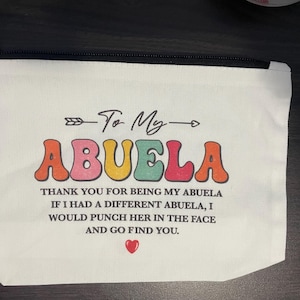 To My
ABUELA
THANK YOU FOR BEING MY ABUELA
IF I HAD A DIFFERENT ABUELA, I
WOULD PUNCH HER IN THE FACE
AND GO FIND YOU.